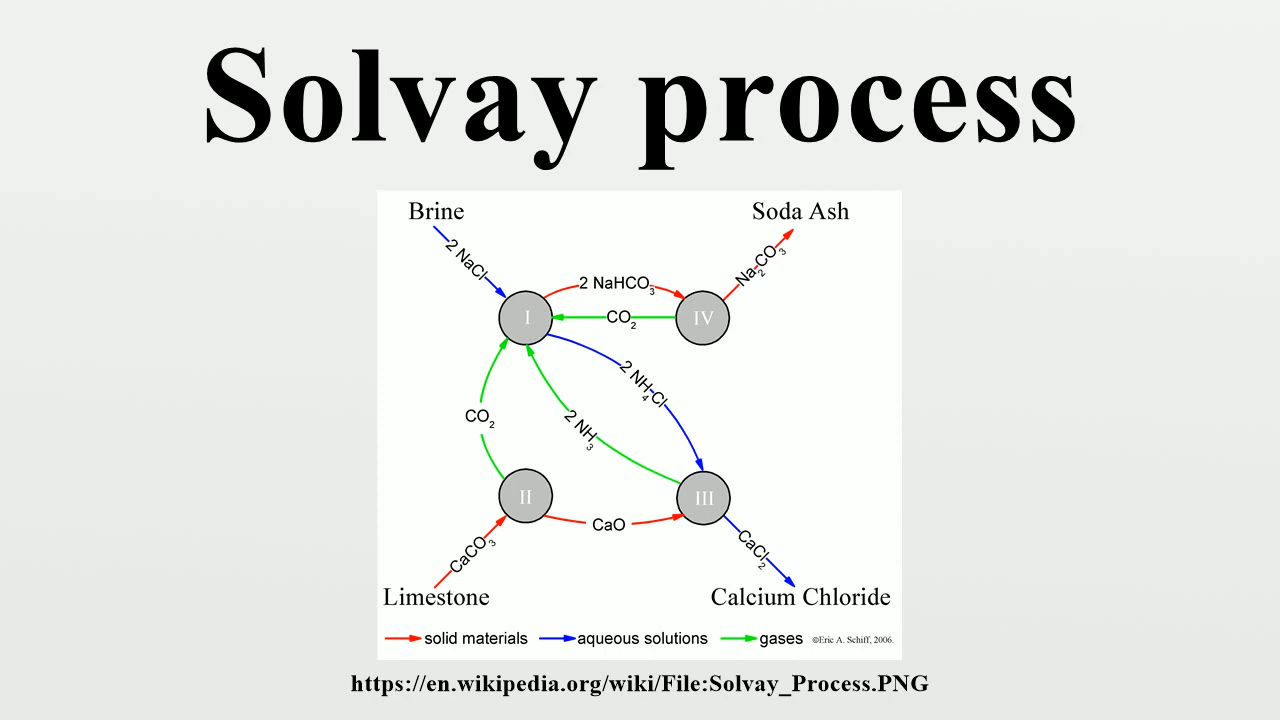 Solvay process
Brine
Soda Ash
2 NaCl
2 NaHCO₃
Na₂CO₃
I
CO₂
IV
2 NH₄Cl
CO₂
2 NH₃
II
III
CaO
CaCO₃
CaCl₂
Limestone
Calcium Chloride
solid materials aqueous solutions gases ©Eric A. Schiff, 2006.
https://en.wikipedia.org/wiki/File:Solvay_Process.PNG